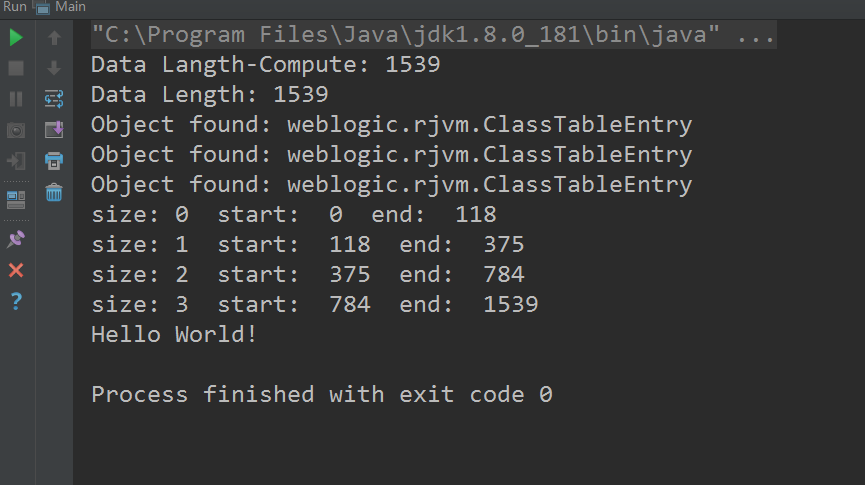 Run Main
"C:\Program Files\Java\jdk1.8.0_181\bin\java" ...
Data Langth-Compute: 1539
Data Length: 1539
Object found: weblogic.rjvm.ClassTableEntry
Object found: weblogic.rjvm.ClassTableEntry
Object found: weblogic.rjvm.ClassTableEntry
size: 0  start:  0  end:  118
size: 1  start:  118  end:  375
size: 2  start:  375  end:  784
size: 3  start:  784  end:  1539
Hello World!
Process finished with exit code 0